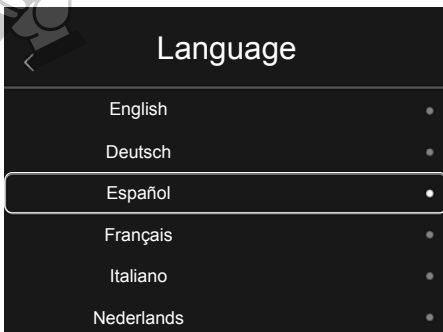 Language
English
Deutsch
Español
Français
Italiano
Nederlands